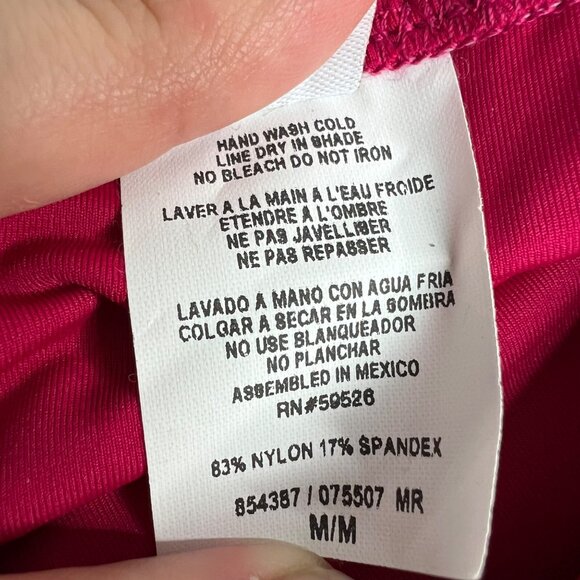 HAND WASH COLD
LINE DRY IN SHADE
NO BLEACH DO NOT IRON
LAVER A LA MAIN A L'EAU FROIDE
ETENDRE A L'OMBRE
NE PAS JAVELLISER
NE PAS REPASSER
LAVADO A MANO CON AGUA FRIA
COLGAR A SECAR EN LA SOMBRA
NO USE BLANQUEADOR
NO PLANCHAR
ASSEMBLED IN MEXICO
RN#59526
83% NYLON 17% SPANDEX
854387 / 075507 MR
M/M